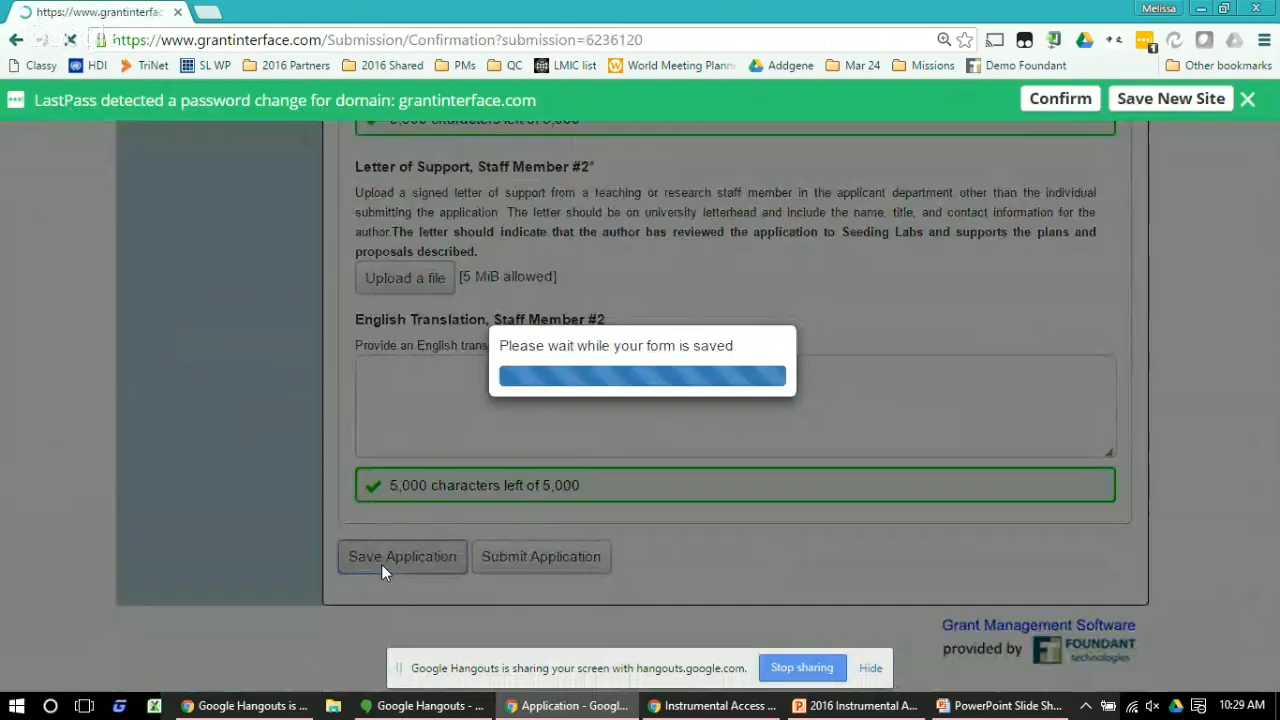 https://www.grantinterfac
Melissa
https://www.grantinterface.com/Submission/Confirmation?submission=6236120
Classy HDI TriNet SL WP 2016 Partners 2016 Shared PMs QC LMIC list World Meeting Plann Addgene Mar 24 Missions Demo Foundant Other bookmarks
LastPass detected a password change for domain: grantinterface.com Confirm Save New Site
5,000 characters left of 5,000
Letter of Support, Staff Member #2*
Upload a signed letter of support from a teaching or research staff member in the applicant department other than the individual
submitting the application. The letter should be on university letterhead and include the name, title, and contact information for the
author.The letter should indicate that the author has reviewed the application to Seeding Labs and supports the plans and
proposals described.
Upload a file [5 MiB allowed]
English Translation, Staff Member #2
Provide an English trans
Please wait while your form is saved.
5,000 characters left of 5,000
Save Application Submit Application
Grant Management Software
provided by FOUNDANT
technologies
Google Hangouts is sharing your screen with hangouts.google.com. Stop sharing Hide
Google Hangouts is ... Google Hangouts - ... Application - Googl... Instrumental Access ... 2016 Instrumental A... PowerPoint Slide Sh... 10:29 AM